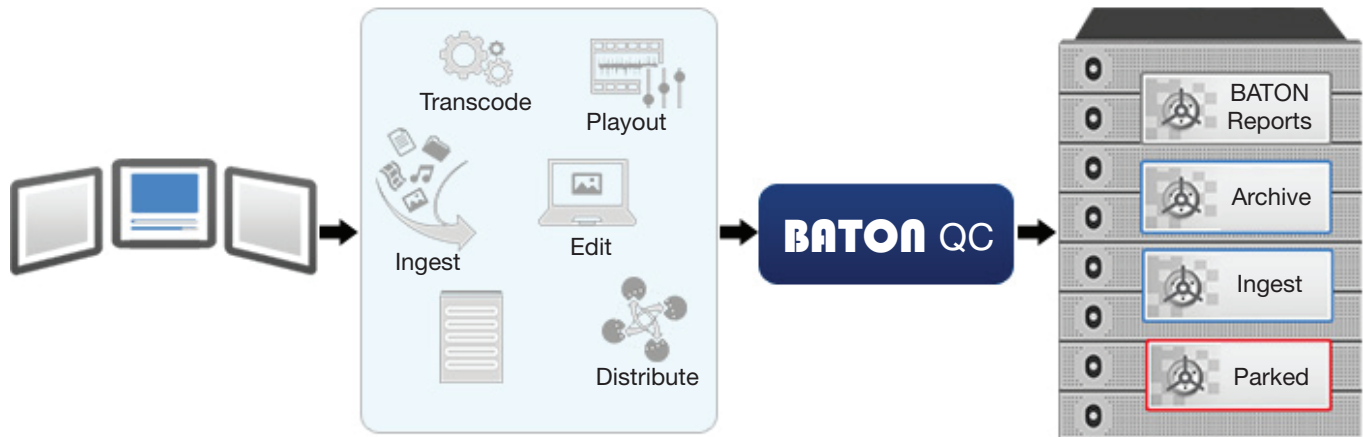 Transcode
Playout
Ingest
Edit
Distribute
BATON QC
BATON
Reports
Archive
Ingest
Parked